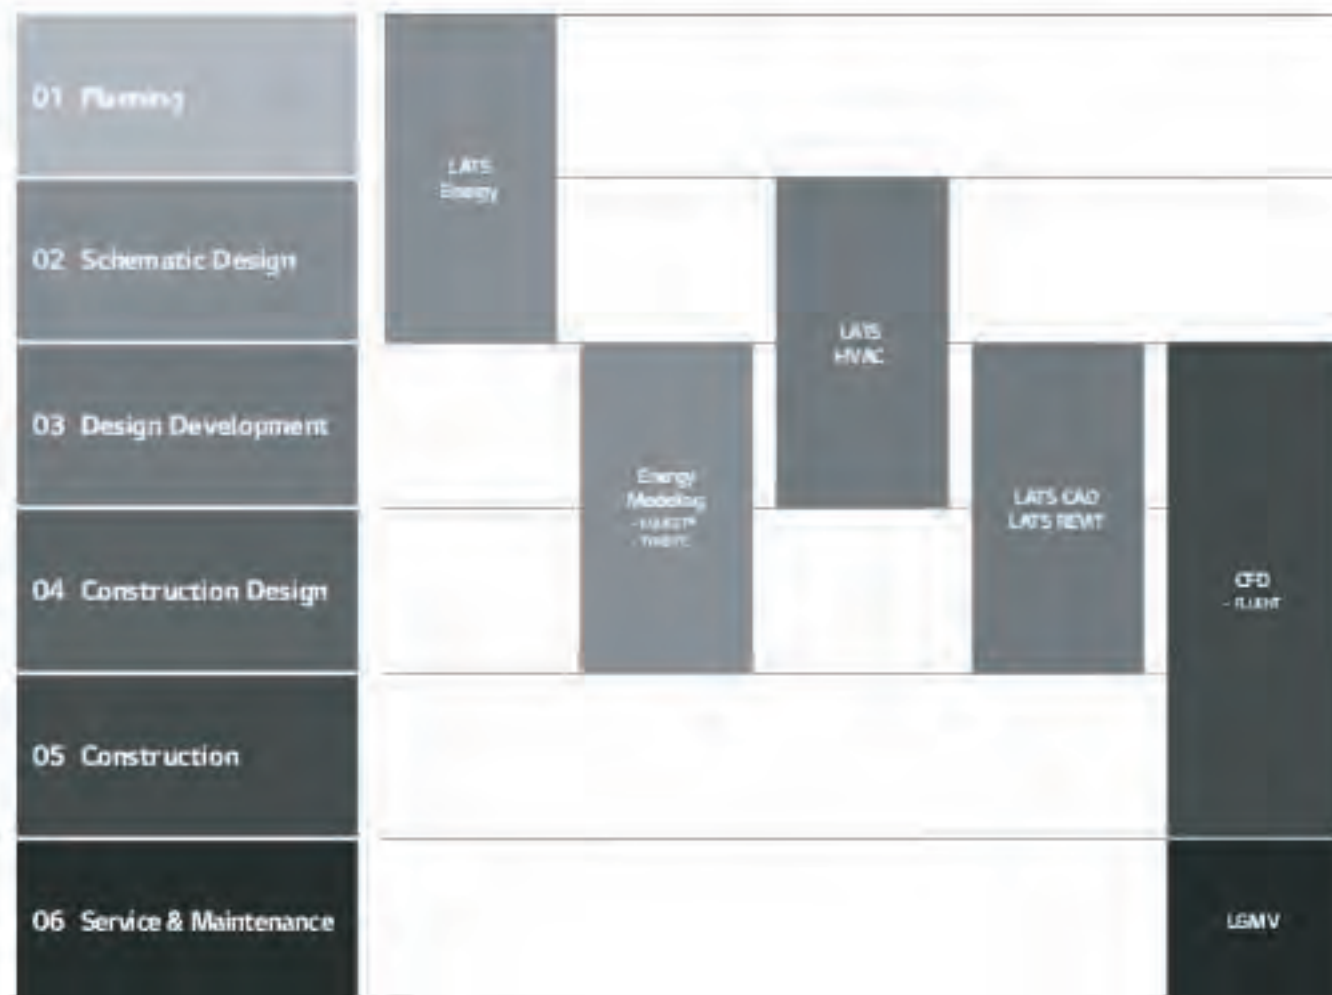 01 Planning
LATS
Energy
02 Schematic Design
LATS
HVAC
03 Design Development
Energy
Modeling
LATS CAD
LATS REVIT
04 Construction Design
CFD
- FLUENT
05 Construction
06 Service & Maintenance
LGMV